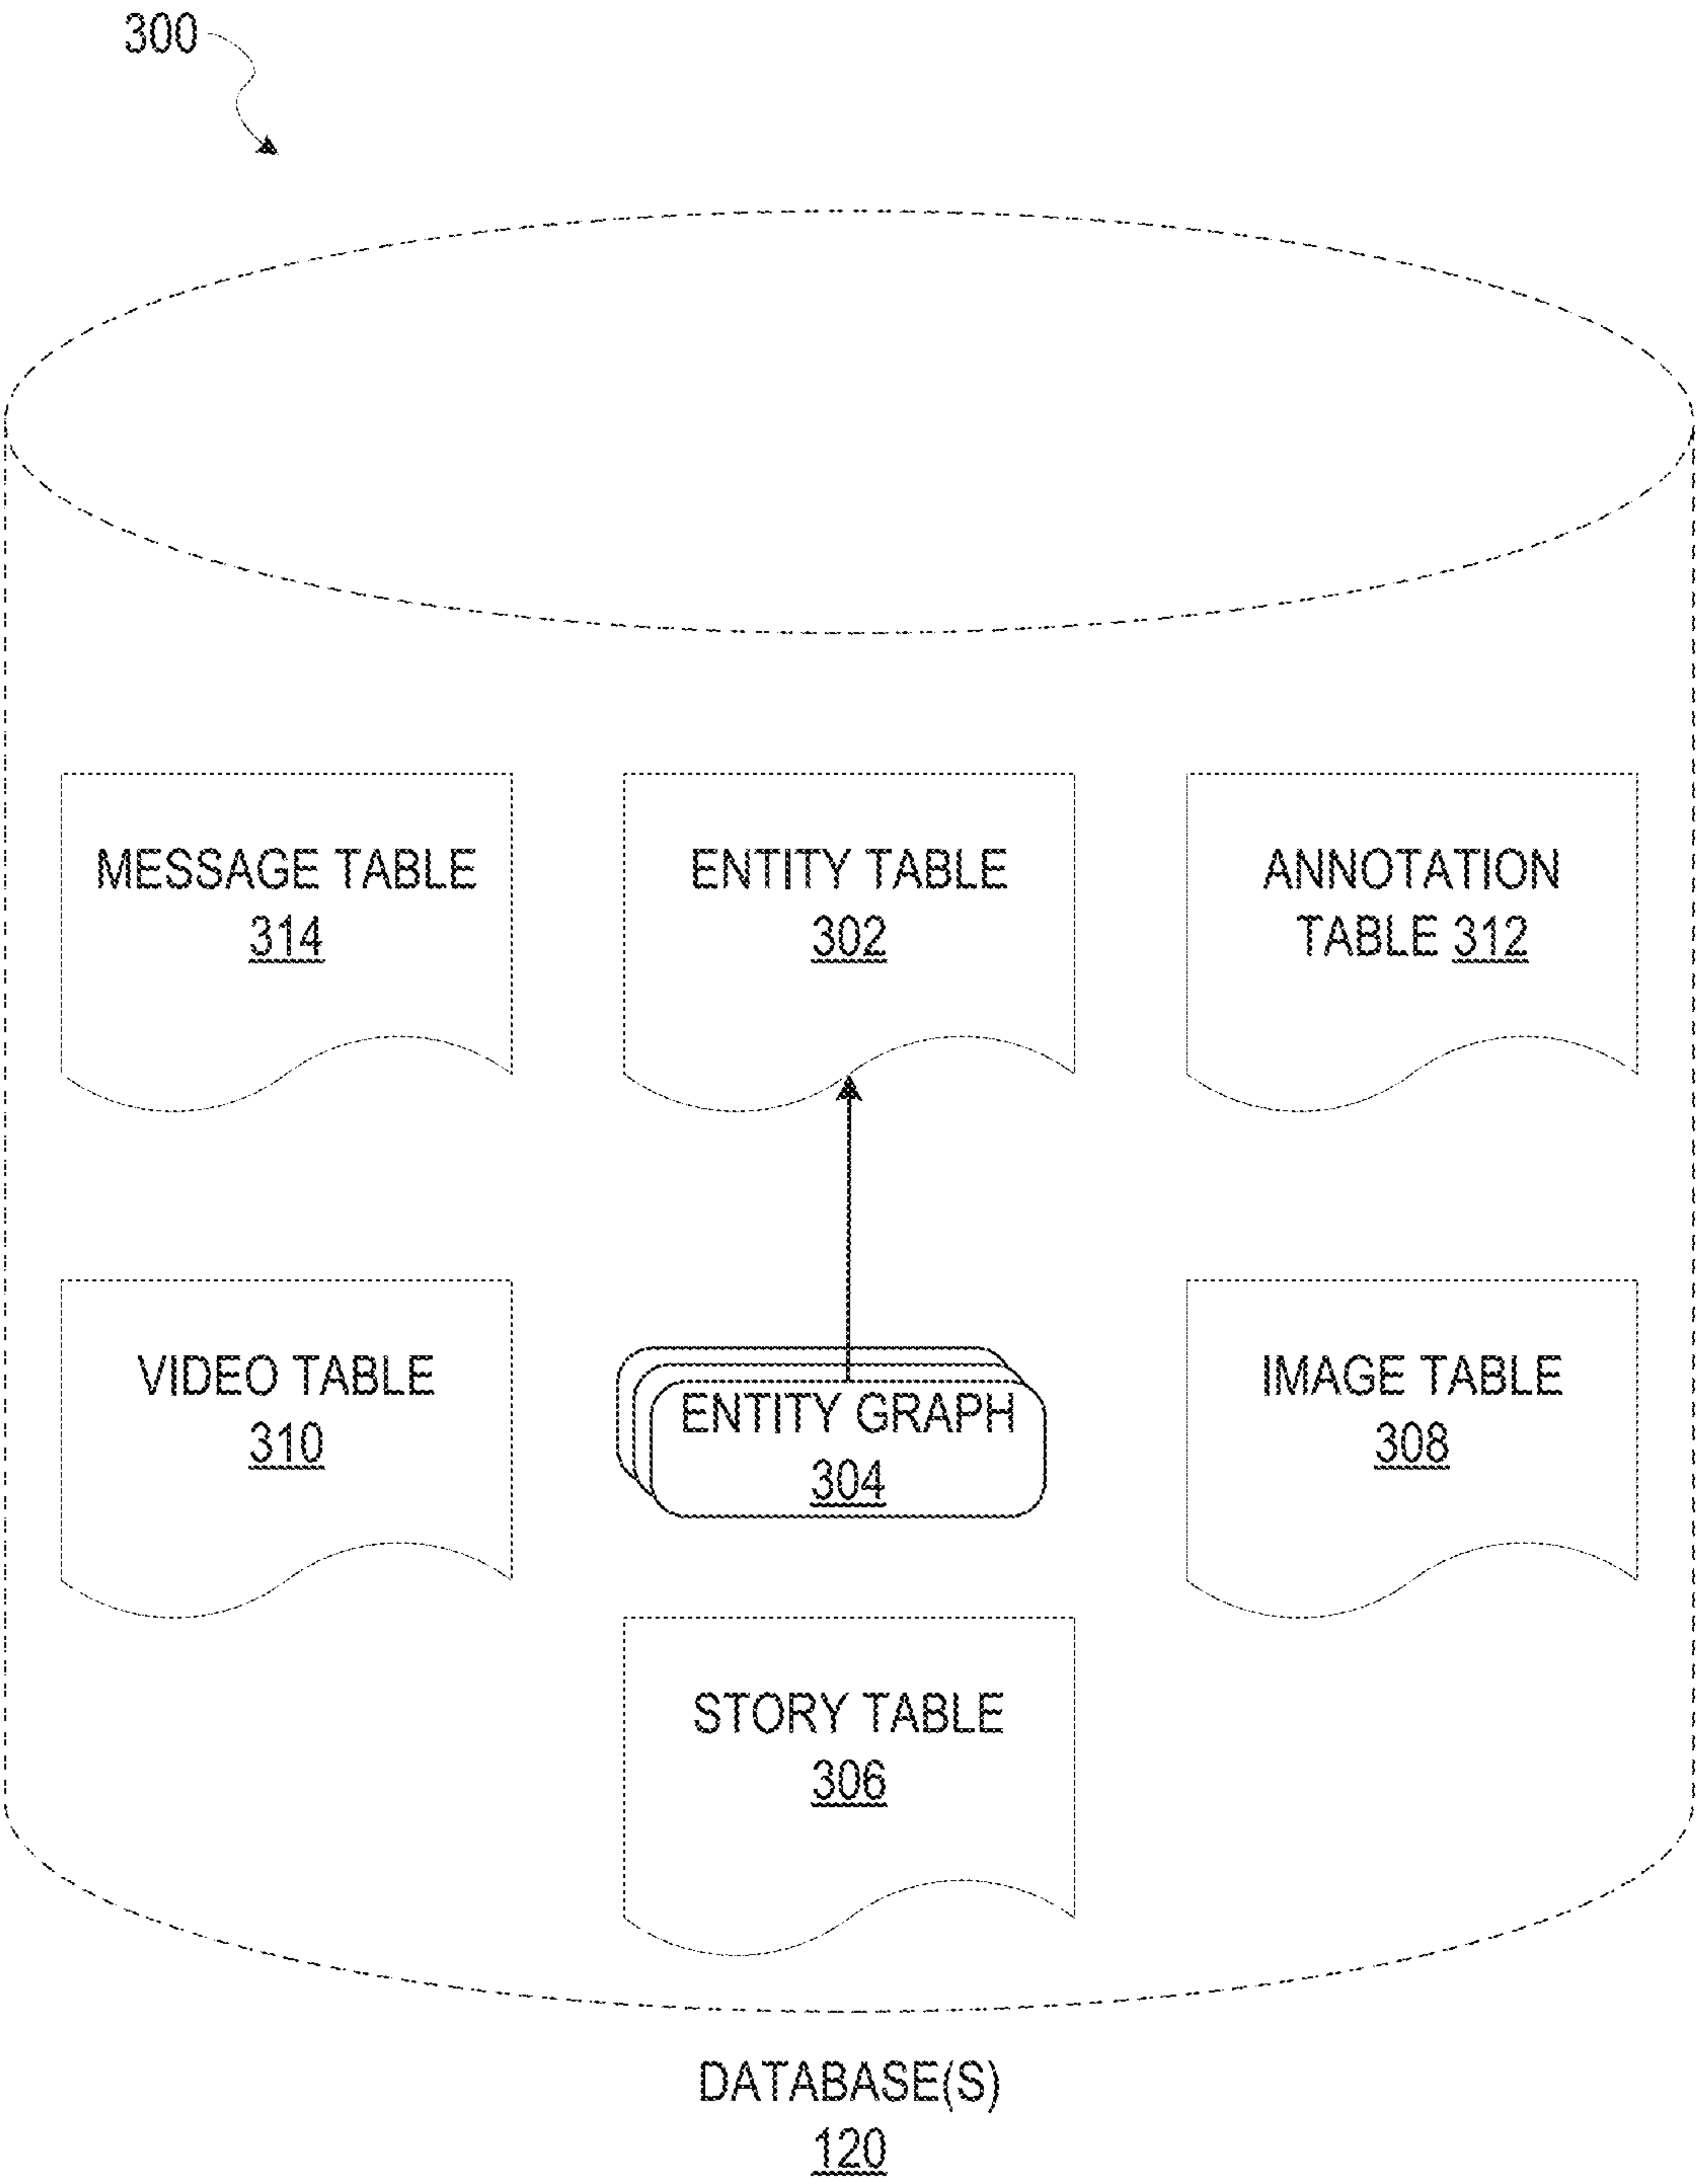 300
MESSAGE TABLE
314
ENTITY TABLE
302
ANNOTATION
TABLE 312
VIDEO TABLE
310
ENTITY GRAPH
304
IMAGE TABLE
308
STORY TABLE
306
DATABASE(S)
120